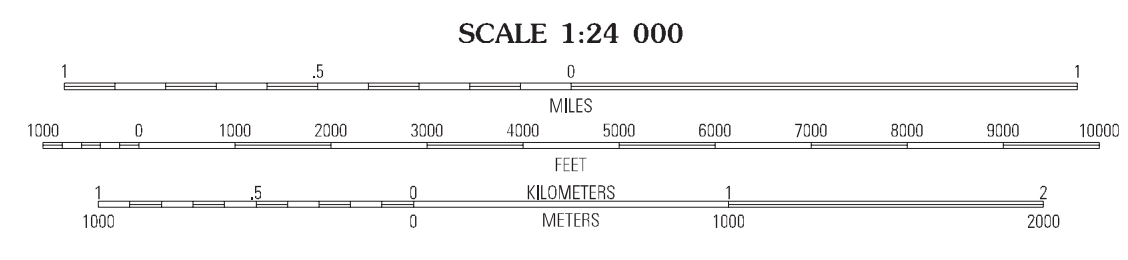 SCALE 1:24 000
1 .5 0 1
MILES
1000 0 1000 2000 3000 4000 5000 6000 7000 8000 9000 10000
FEET
1 .5 0 KILOMETERS 1 2
1000 0 METERS 1000 2000